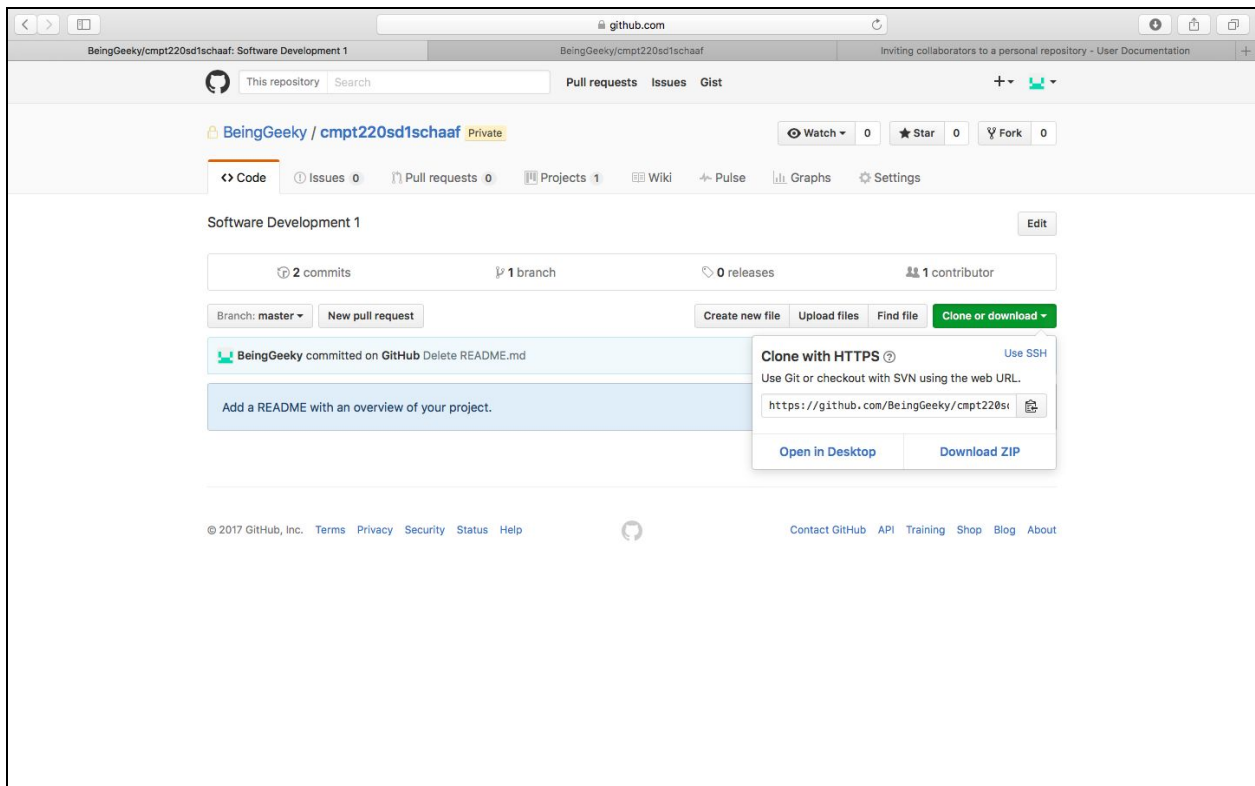 github.com
BeingGeeky/cmpt220sd1schaaf: Software Development 1 BeingGeeky/cmpt220sd1schaaf Inviting collaborators to a personal repository - User Documentation
This repository Search Pull requests Issues Gist
BeingGeeky / cmpt220sd1schaaf Private Watch 0 Star 0 Fork 0
<> Code Issues 0 Pull requests 0 Projects 1 Wiki Pulse Graphs Settings
Software Development 1 Edit
2 commits 1 branch 0 releases 1 contributor
Branch: master New pull request Create new file Upload files Find file Clone or download
BeingGeeky committed on GitHub Delete README.md
Clone with HTTPS Use SSH
Use Git or checkout with SVN using the web URL.
Add a README with an overview of your project.
https://github.com/BeingGeeky/cmpt220s
Open in Desktop Download ZIP
© 2017 GitHub, Inc. Terms Privacy Security Status Help Contact GitHub API Training Shop Blog About